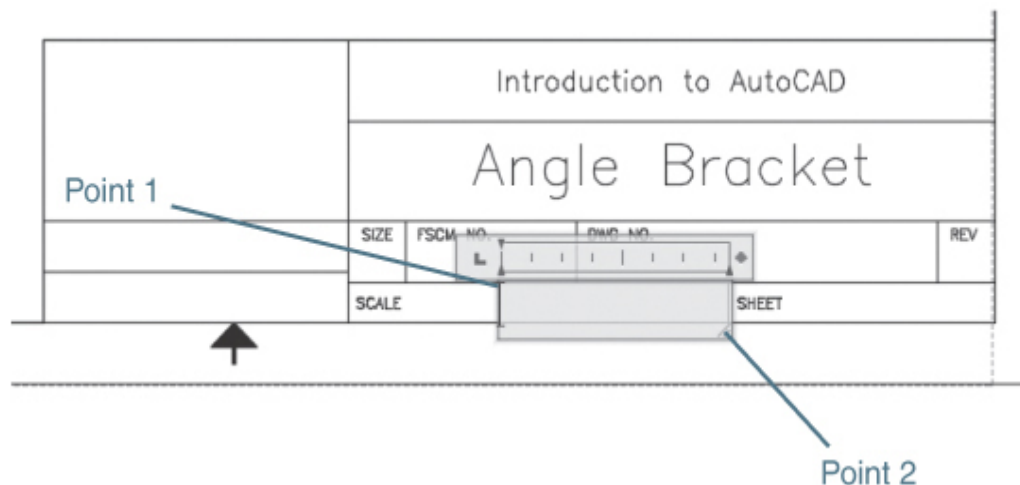 Introduction to AutoCAD
Angle Bracket
Point 1
SIZE FSCM NO. DWG NO. REV
SCALE SHEET
Point 2